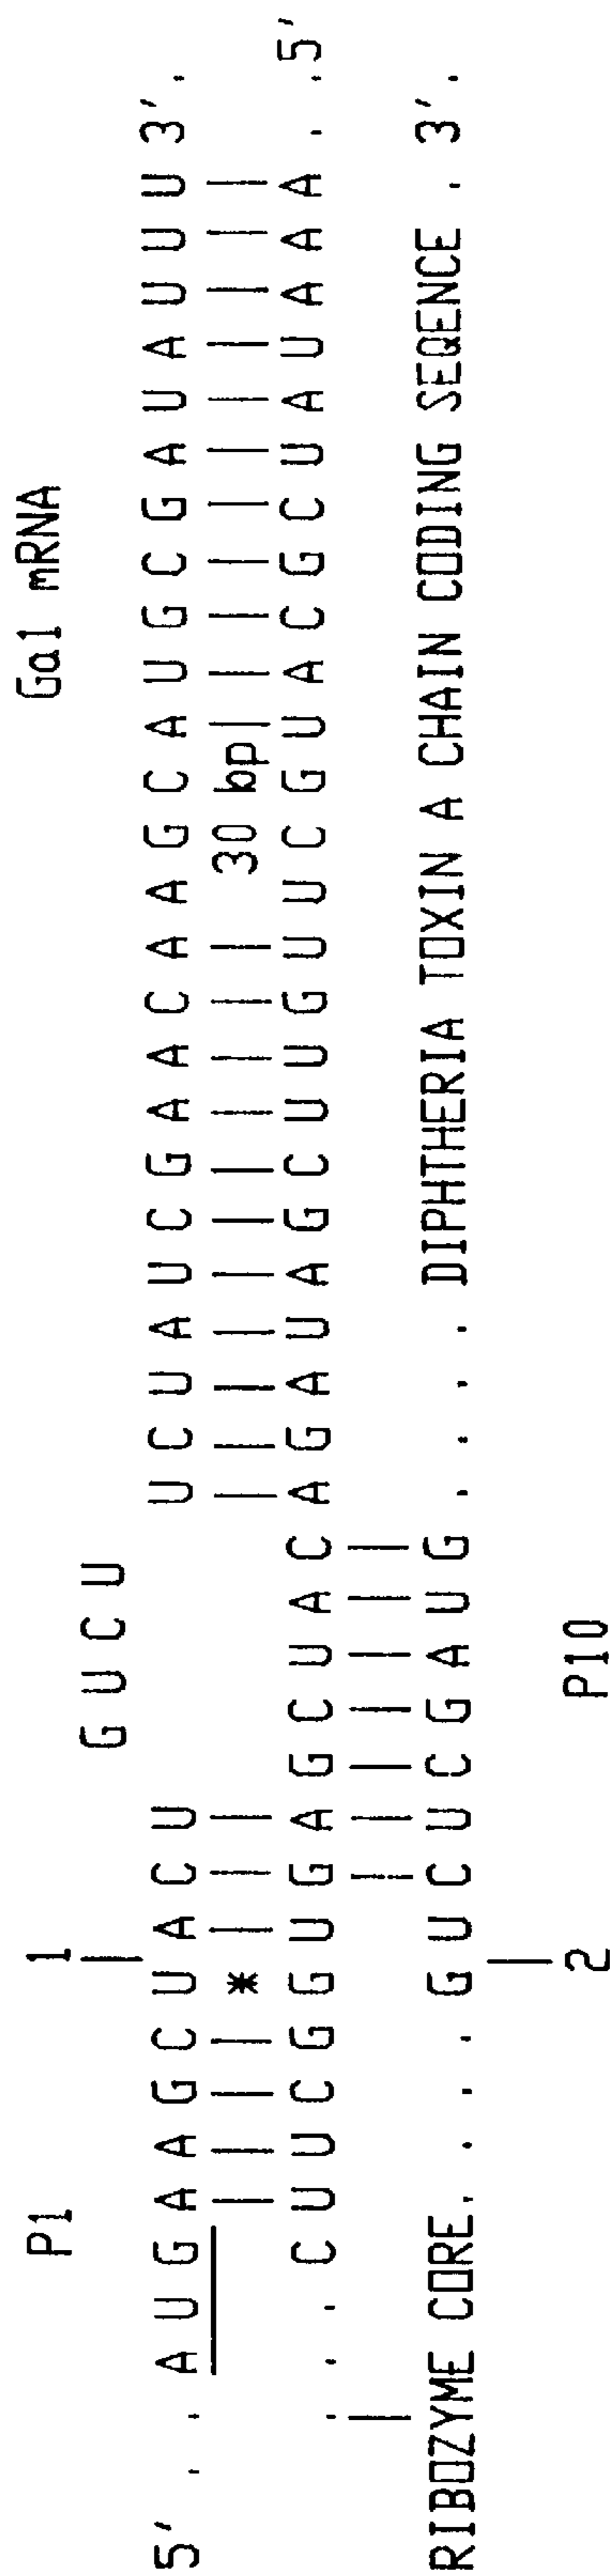 Gal mRNA
P1 1
G U C U
5' . . A U G A A G C U A C U U C U A U C G A A C A A G C A U G C G A U A U U U 3'.
* 30 bp
. . . C U U C G G U G A G C U A C A G A U A G C U U G U U C G U A C G C U A U A A A . . 5'
RIBOZYME CORE. . . . G U C U C G A U G . . . . DIPHTHERIA TOXIN A CHAIN CODING SEQENCE . 3'.
2 P10